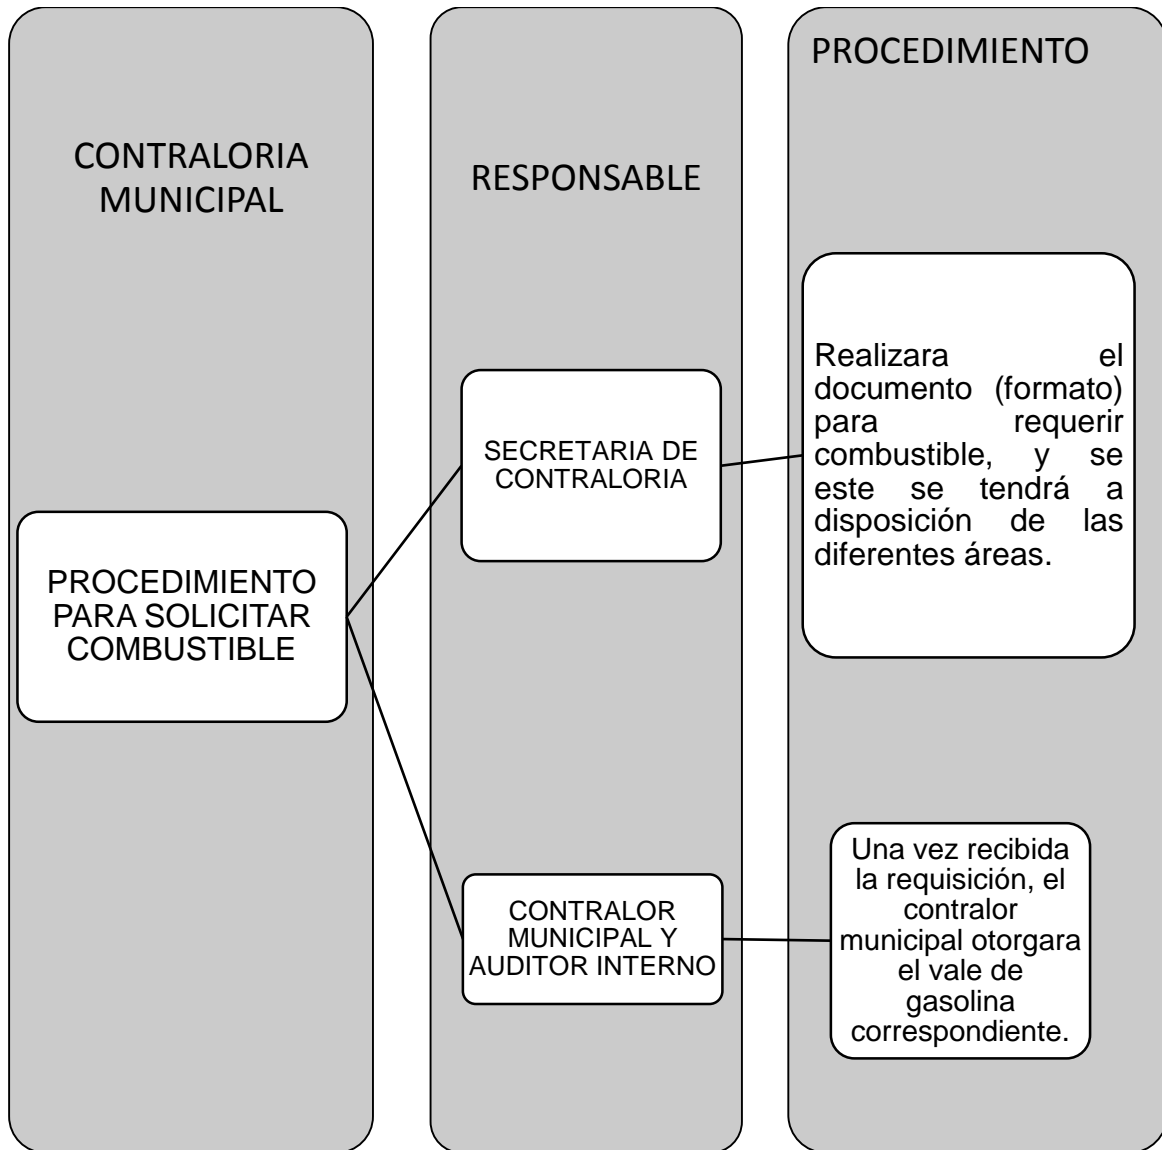 CONTRALORIA
MUNICIPAL
PROCEDIMIENTO
PARA SOLICITAR
COMBUSTIBLE
RESPONSABLE
SECRETARIA DE
CONTRALORIA
CONTRALOR
MUNICIPAL Y
AUDITOR INTERNO
PROCEDIMIENTO
Realizara el
documento (formato)
para requerir
combustible, y se
este se tendrá a
disposición de las
diferentes áreas.
Una vez recibida
la requisición, el
contralor
municipal otorgara
el vale de
gasolina
correspondiente.